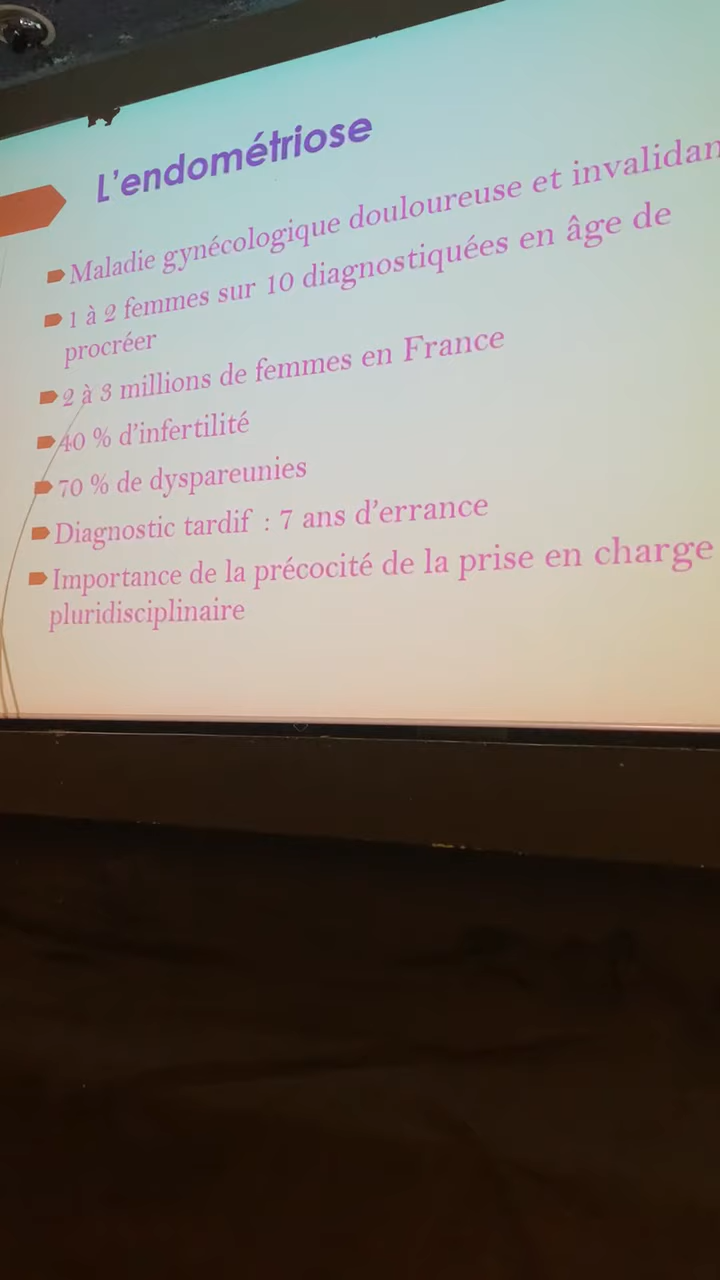 L'endométriose
Maladie gynécologique douloureuse et invalidan
1 à 2 femmes sur 10 diagnostiquées en âge de
procréer
2 à 3 millions de femmes en France
40 % d'infertilité
70 % de dyspareunies
Diagnostic tardif : 7 ans d'errance
Importance de la précocité de la prise en charge
pluridisciplinaire